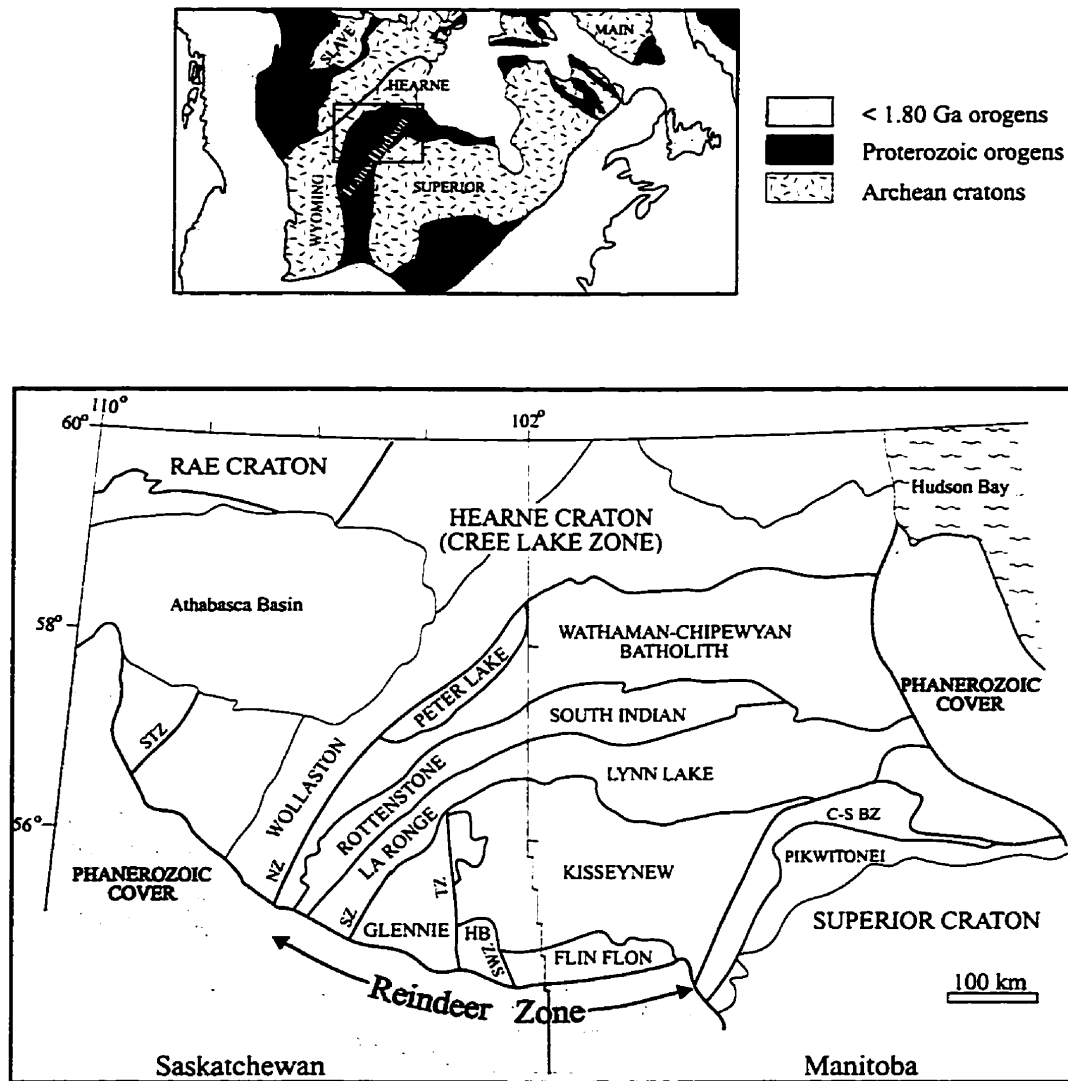 SLAVE
MAIN
HEARNE
WYOMING
SUPERIOR
< 1.80 Ga orogens
Proterozoic orogens
Archean cratons
110°
60°
102°
RAE CRATON
Hudson Bay
HEARNE CRATON
(CREE LAKE ZONE)
Athabasca Basin
58°
WATHAMAN-CHIPEWYAN
BATHOLITH
PETER LAKE
PHANEROZOIC
COVER
STZ
SOUTH INDIAN
WOLLASTON
ROTTENSTONE
LYNN LAKE
LA RONGE
56°
C-S BZ
PIKWITONEI
PHANEROZOIC
COVER
NZ
KISSEYNEW
TZ
SZ
GLENNIE
HB
SWZ
SUPERIOR CRATON
FLIN FLON
100 km
Reindeer Zone
Saskatchewan
Manitoba